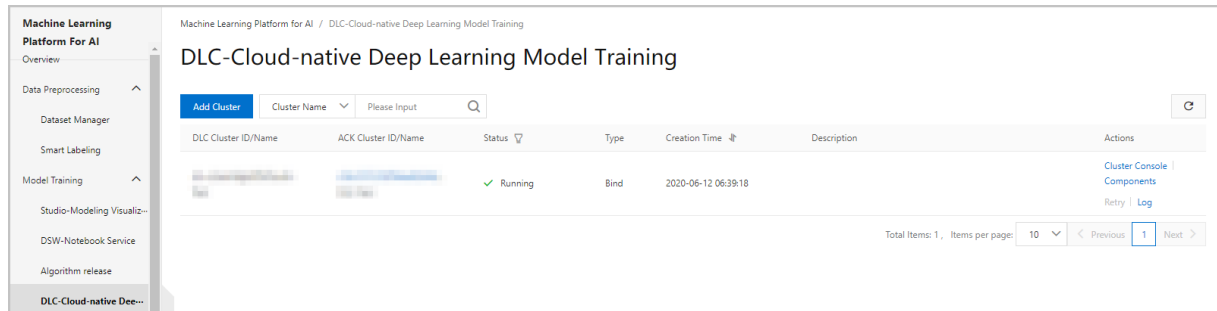 Machine Learning
Platform For AI
Overview
Data Preprocessing
Dataset Manager
Smart Labeling
Model Training
Studio-Modeling Visualiz...
DSW-Notebook Service
Algorithm release
DLC-Cloud-native Dee...
Machine Learning Platform for AI / DLC-Cloud-native Deep Learning Model Training
DLC-Cloud-native Deep Learning Model Training
Add Cluster Cluster Name Please Input
DLC Cluster ID/Name ACK Cluster ID/Name Status Type Creation Time Description Actions
Running Bind 2020-06-12 06:39:18
Cluster Console |
Components
Retry | Log
Total Items: 1 , Items per page: 10 < Previous 1 Next >